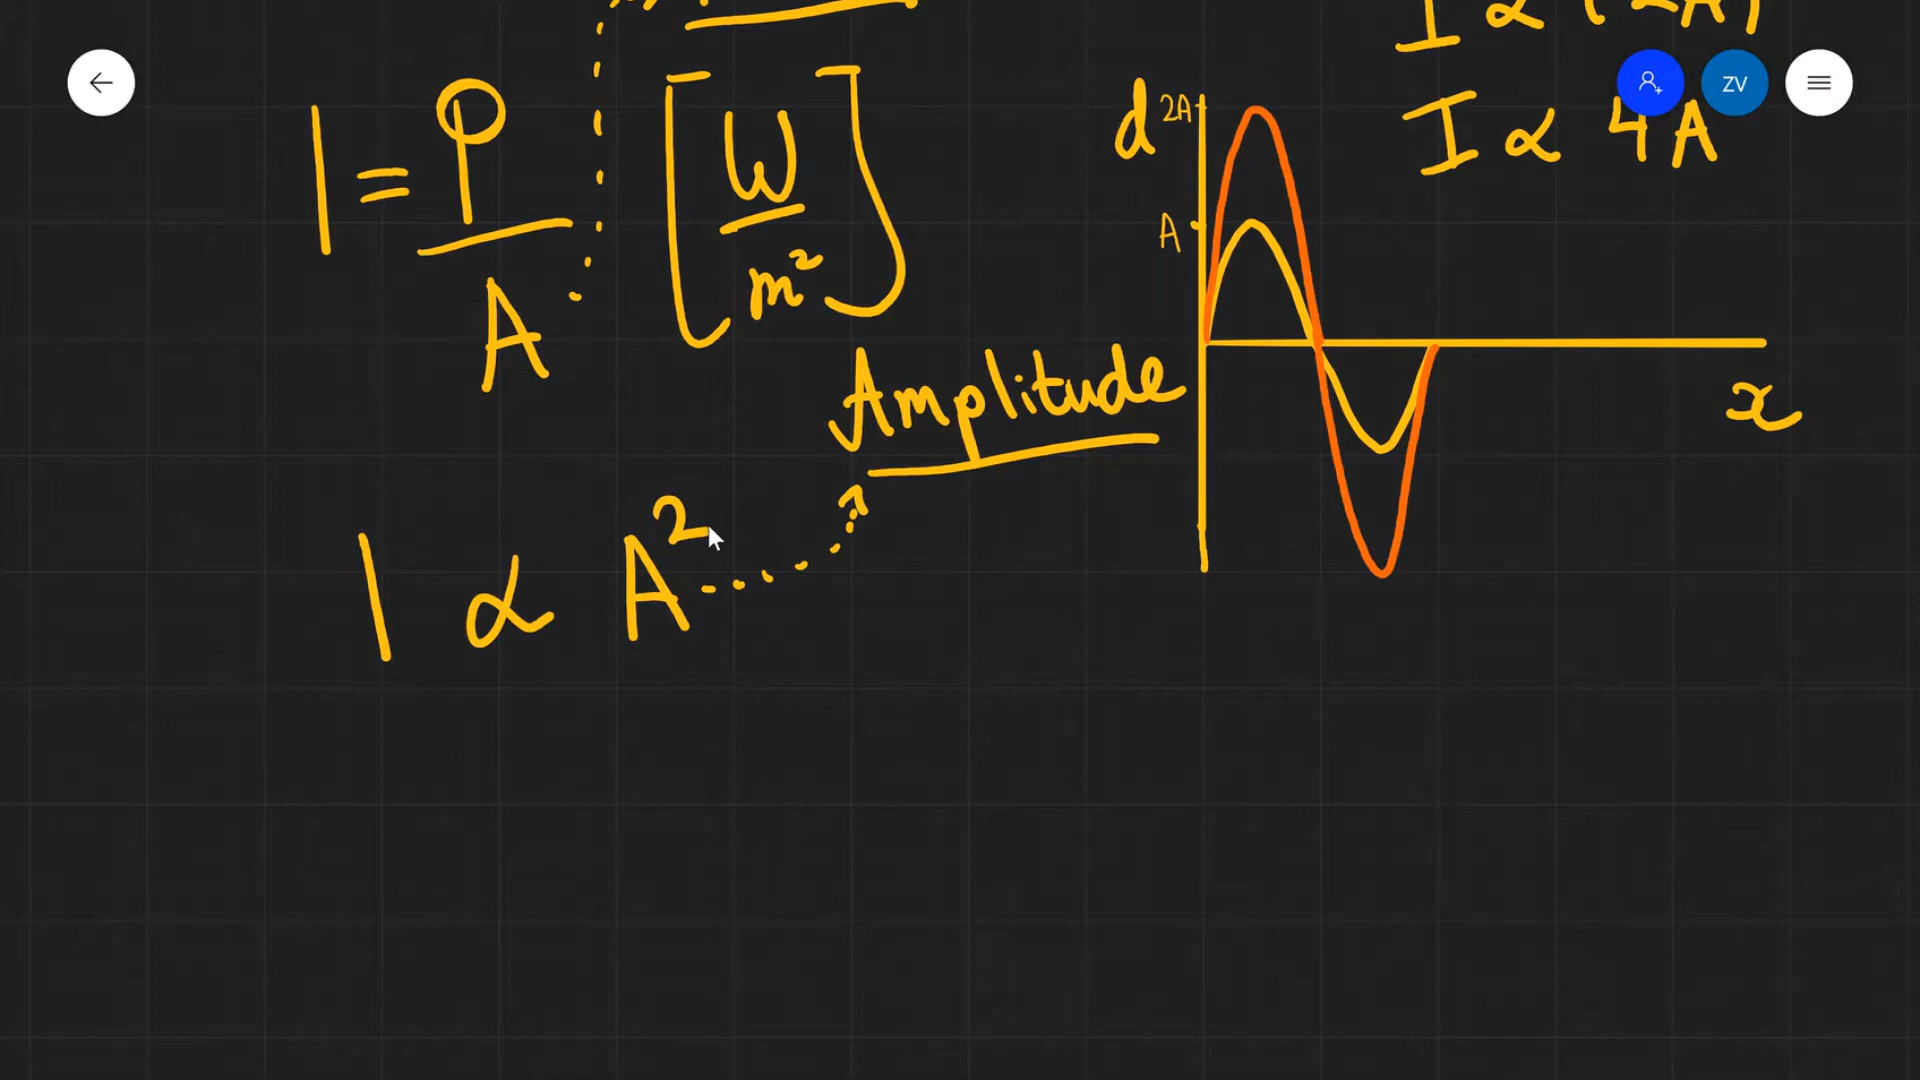 I ∝ (2A)
I = P/A [W/m²]
d 2A
A
I ∝ 4A
ZV
Amplitude
x
I ∝ A²